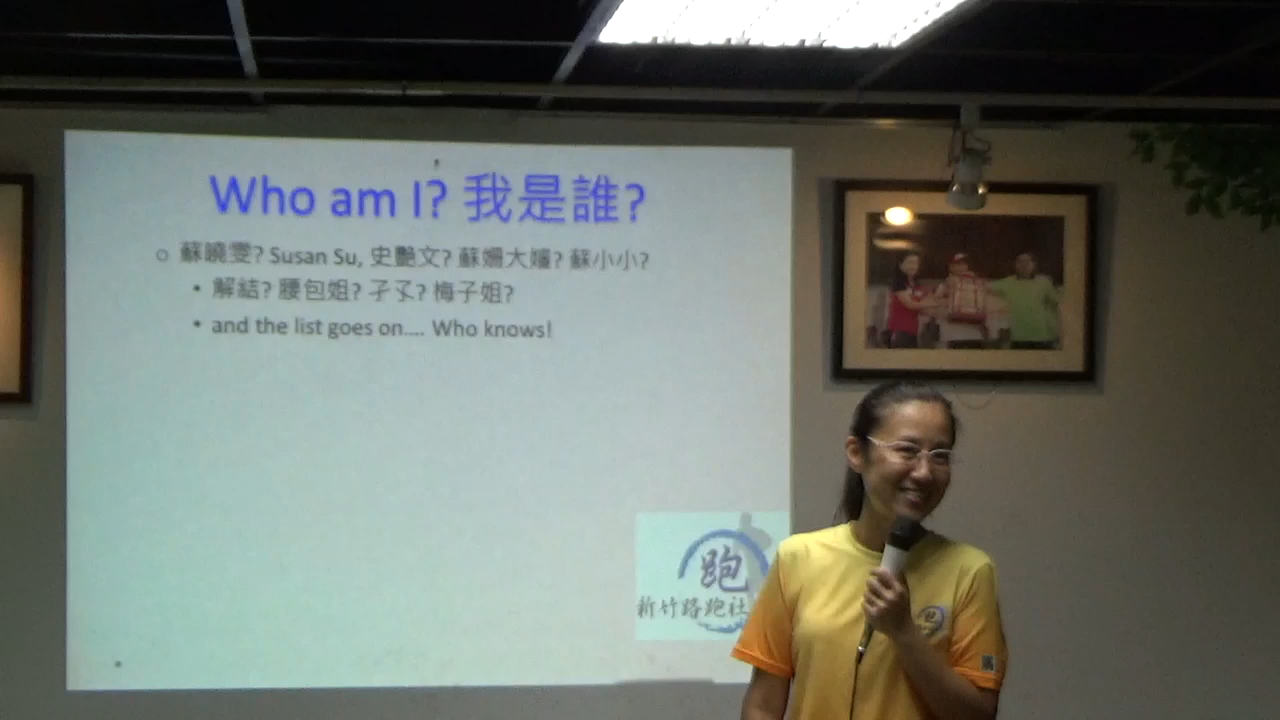 Who am I? 我是誰?
蘇曉雯? Susan Su, 史艷文? 蘇姍大嬸? 蘇小小?
解結? 腰包姐? 孑孓? 梅子姐?
and the list goes on.... Who knows!
跑
新竹路跑社
跑